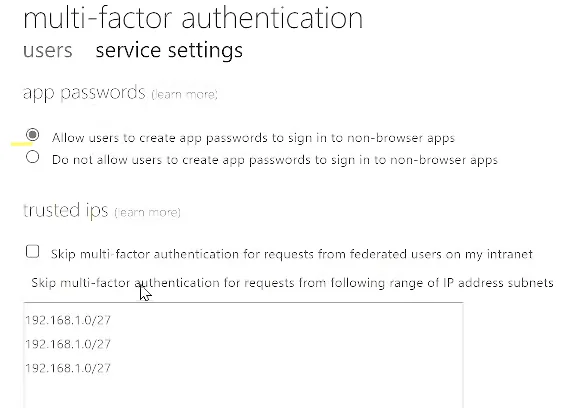 multi-factor authentication
users service settings
app passwords (learn more)
Allow users to create app passwords to sign in to non-browser apps
Do not allow users to create app passwords to sign in to non-browser apps
trusted ips (learn more)
Skip multi-factor authentication for requests from federated users on my intranet
Skip multi-factor authentication for requests from following range of IP address subnets
192.168.1.0/27
192.168.1.0/27
192.168.1.0/27